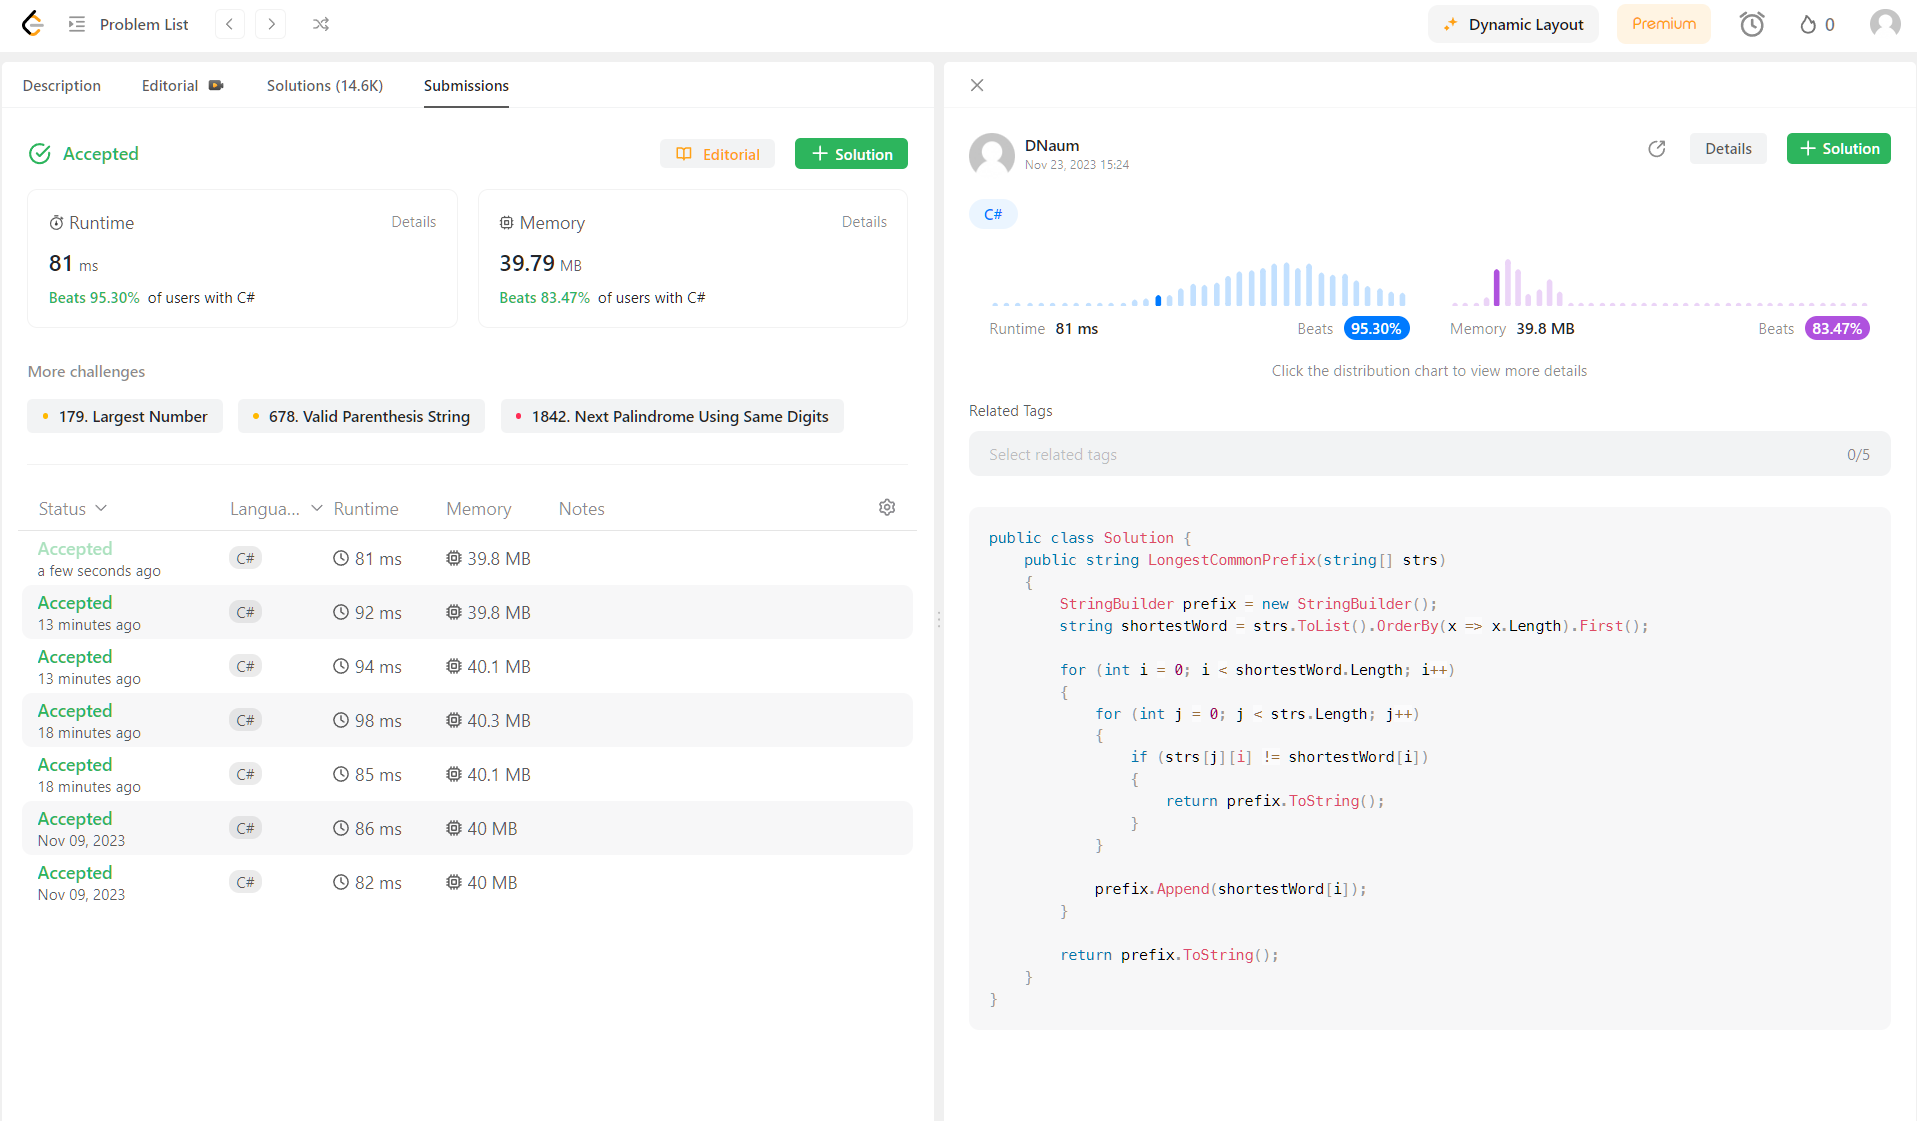 Problem List
Dynamic Layout
Premium
0
Description Editorial Solutions (14.6K) Submissions
Accepted
Editorial
+ Solution
Runtime Details
81 ms
Beats 95.30% of users with C#
Memory Details
39.79 MB
Beats 83.47% of users with C#
More challenges
179. Largest Number
678. Valid Parenthesis String
1842. Next Palindrome Using Same Digits
Status Langua... Runtime Memory Notes
Accepted
a few seconds ago
C# 81 ms 39.8 MB
Accepted
13 minutes ago
C# 92 ms 39.8 MB
Accepted
13 minutes ago
C# 94 ms 40.1 MB
Accepted
18 minutes ago
C# 98 ms 40.3 MB
Accepted
18 minutes ago
C# 85 ms 40.1 MB
Accepted
Nov 09, 2023
C# 86 ms 40 MB
Accepted
Nov 09, 2023
C# 82 ms 40 MB
DNaum
Nov 23, 2023 15:24
Details
+ Solution
C#
Runtime 81 ms Beats 95.30%
Memory 39.8 MB Beats 83.47%
Click the distribution chart to view more details
Related Tags
Select related tags 0/5
public class Solution {
    public string LongestCommonPrefix(string[] strs)
    {
        StringBuilder prefix = new StringBuilder();
        string shortestWord = strs.ToList().OrderBy(x => x.Length).First();
        for (int i = 0; i < shortestWord.Length; i++)
        {
            for (int j = 0; j < strs.Length; j++)
            {
                if (strs[j][i] != shortestWord[i])
                {
                    return prefix.ToString();
                }
            }
            prefix.Append(shortestWord[i]);
        }
        return prefix.ToString();
    }
}